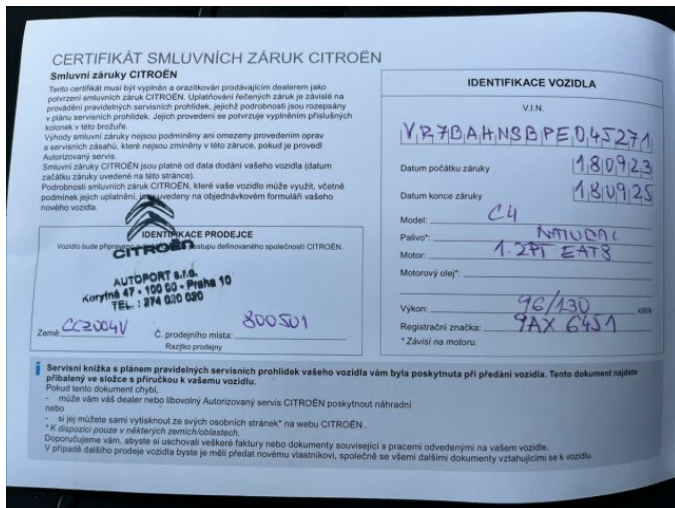 CERTIFIKÁT SMLUVNÍCH ZÁRUK CITROËN
Smluvní záruky CITROËN
Tento certifikát musí být vyplněn a orazítkován prodávajícím dealerem jako
potvrzení smluvních záruk CITROËN. Uplatňování řečených záruk je závislé na
provádění pravidelných servisních prohlídek, jejichž podrobnosti jsou rozepsány
v plánu servisních prohlídek. Jejich provedení se potvrzuje vyplněním příslušných
kolonek v této brožuře.
Výhody smluvní záruky nejsou podmíněny ani omezeny provedením oprav
a servisních zásahů, které nejsou zmíněny v této záruce, pokud je provedl
Autorizovaný servis.
Smluvní záruky CITROËN jsou platné od data dodání vašeho vozidla (datum
začátku záruky uvedené na této stránce).
Podrobnosti smluvních záruk CITROËN, které vaše vozidlo může využít, včetně
podmínek jejich uplatnění, jsou uvedeny na objednávkovém formuláři vašeho
nového vozidla.
IDENTIFIKACE PRODEJCE
Vozidlo bude připraveno postupu definovaného společností CITROËN.
CITROËN
AUTOPORT s.r.o.
Korytná 47 - 100 00 - Praha 10
TEL.: 274 020 020
Země: CCZ004V Č. prodejního místa: 800501
Razítko prodejny
IDENTIFIKACE VOZIDLA
V.I.N.
VR7BAHNSBPE045271
Datum počátku záruky 180923
Datum konce záruky 180925
Model: C4
Palivo*: NATURAL
Motor: 1.2PT EAT8
Motorový olej*:
Výkon: 96/130 kWk
Registrační značka: 9AX 6451
* Závisí na motoru.
i Servisní knížka s plánem pravidelných servisních prohlídek vašeho vozidla vám byla poskytnuta při předání vozidla. Tento dokument najdete
přibalený ve složce s příručkou k vašemu vozidlu.
Pokud tento dokument chybí,
- může vám váš dealer nebo libovolný Autorizovaný servis CITROËN poskytnout náhradní
nebo
- si jej můžete sami vytisknout ze svých osobních stránek* na webu CITROËN .
* K dispozici pouze v některých zemích/oblastech.
Doporučujeme vám, abyste si uschovali veškeré faktury nebo dokumenty související s pracemi odvedenými na vašem vozidle.
V případě dalšího prodeje vozidla byste je měli předat novému vlastníkovi, společně se všemi dalšími dokumenty vztahujícími se k vozidlu.